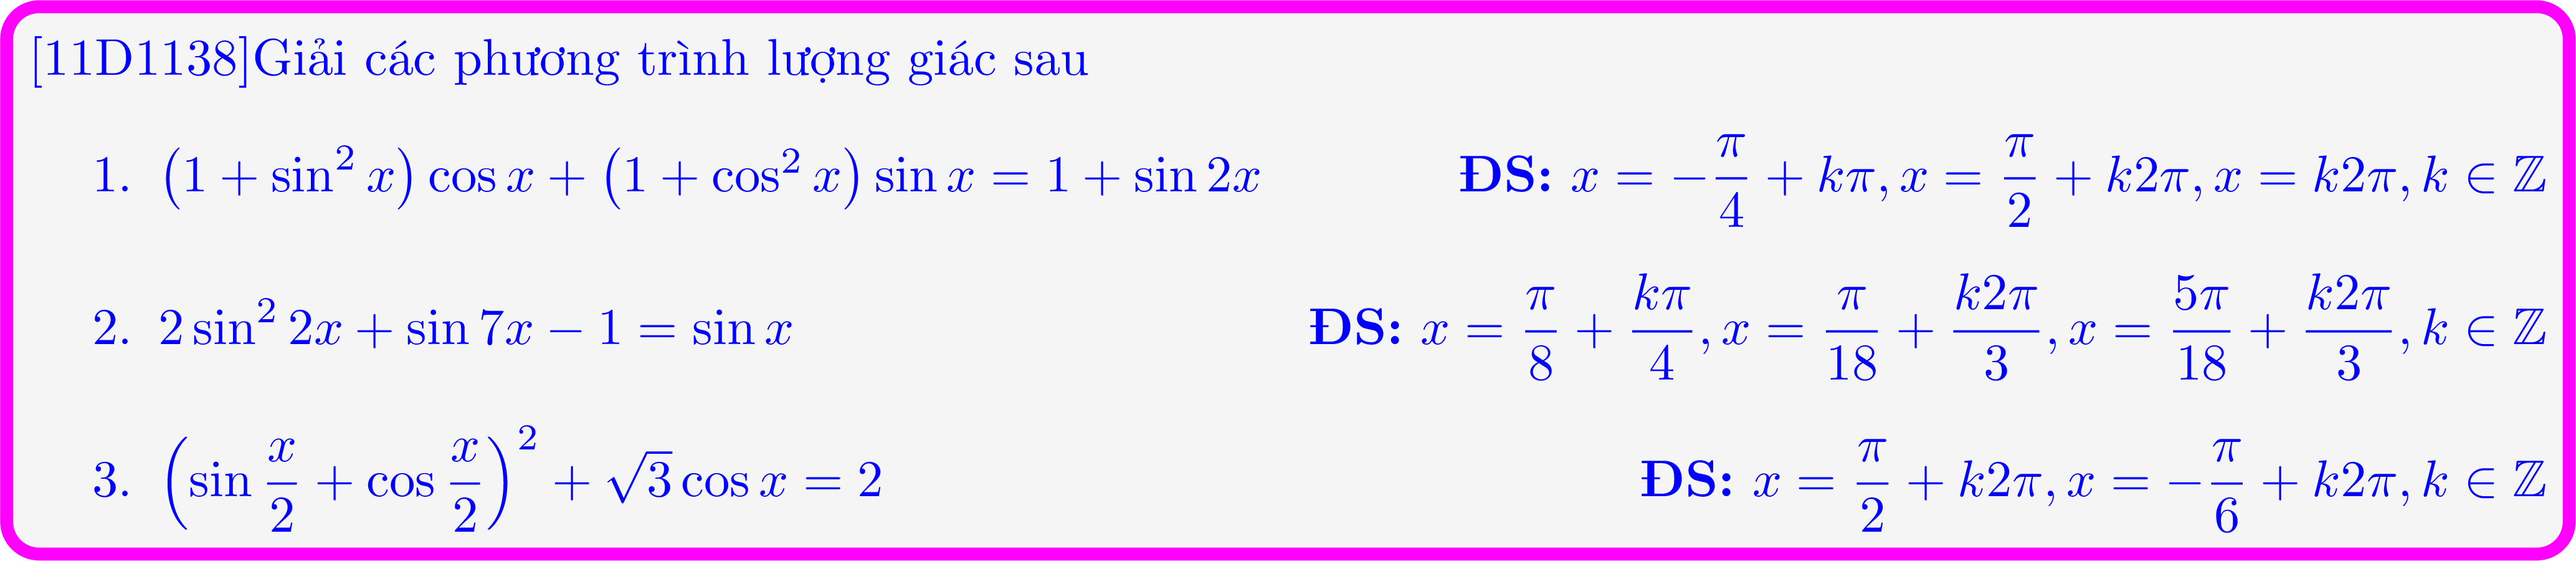 [11D1138]Giải các phương trình lượng giác sau
1. $(1 + \sin^2 x) \cos x + (1 + \cos^2 x) \sin x = 1 + \sin 2x$ ĐS: $x = -\frac{\pi}{4} + k\pi, x = \frac{\pi}{2} + k2\pi, x = k2\pi, k \in \mathbb{Z}$
2. $2 \sin^2 2x + \sin 7x - 1 = \sin x$ ĐS: $x = \frac{\pi}{8} + \frac{k\pi}{4}, x = \frac{\pi}{18} + \frac{k2\pi}{3}, x = \frac{5\pi}{18} + \frac{k2\pi}{3}, k \in \mathbb{Z}$
3. $\left(\sin \frac{x}{2} + \cos \frac{x}{2}\right)^2 + \sqrt{3} \cos x = 2$ ĐS: $x = \frac{\pi}{2} + k2\pi, x = -\frac{\pi}{6} + k2\pi, k \in \mathbb{Z}$